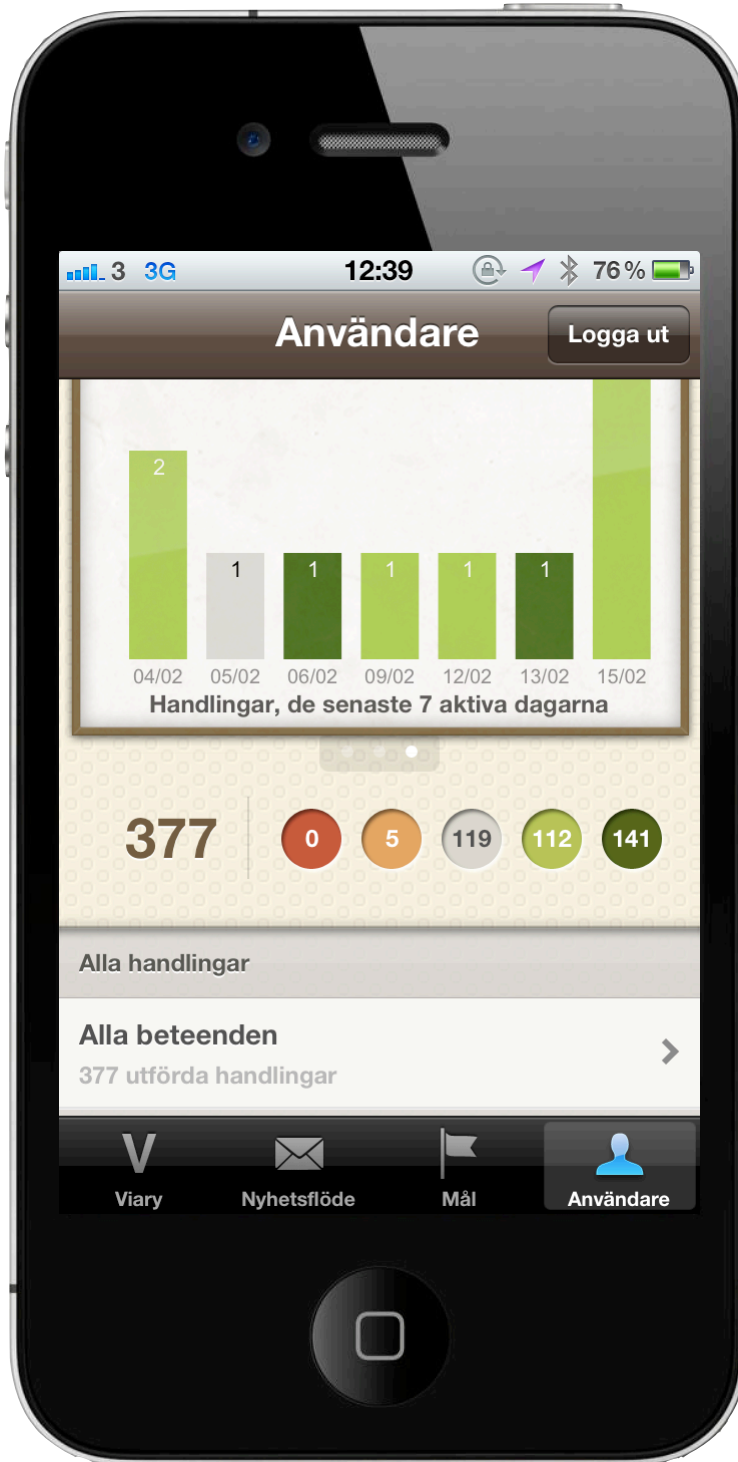 3 3G 12:39 76 %
Användare Logga ut
2
1 1 1 1 1
04/02 05/02 06/02 09/02 12/02 13/02 15/02
Handlingar, de senaste 7 aktiva dagarna
377 0 5 119 112 141
Alla handlingar
Alla beteenden
377 utförda handlingar
V
Viary Nyhetsflöde Mål Användare